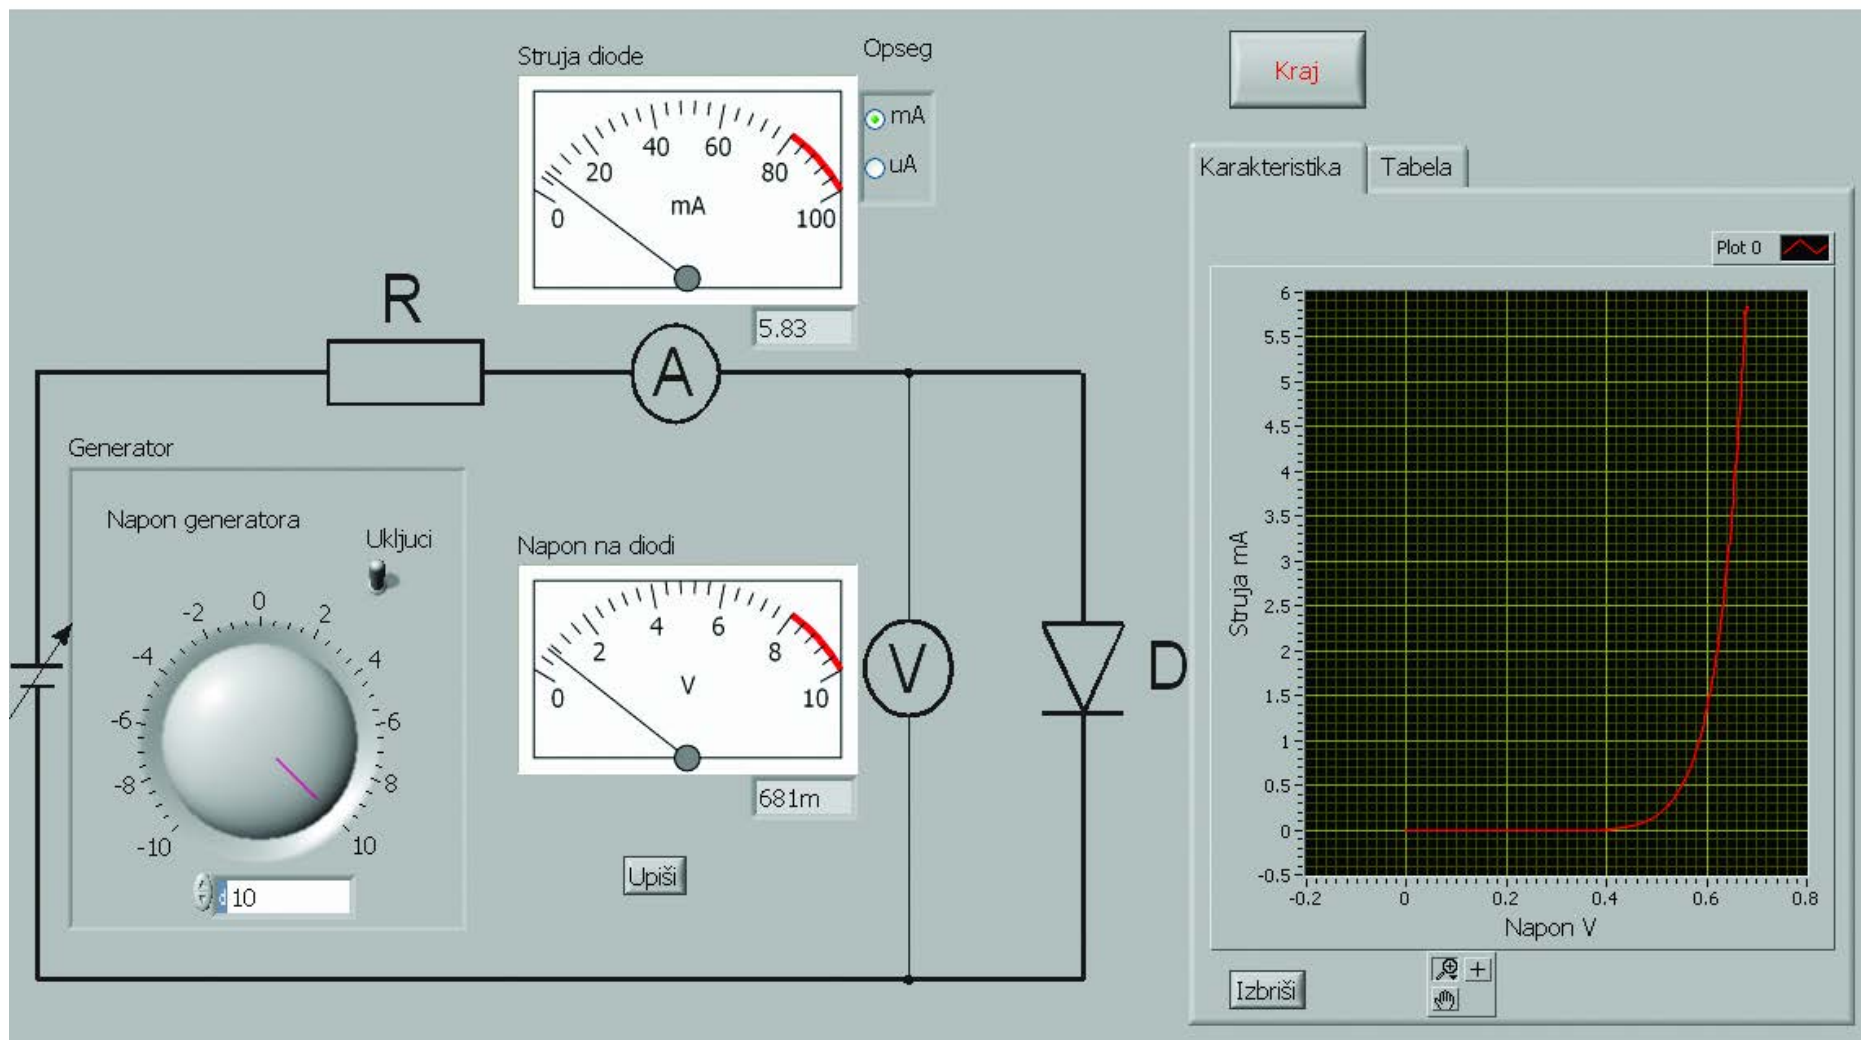 Struja diode
Opseg
mA
uA
0
20
40
60
80
100
mA
5.83
Kraj
Karakteristika
Tabela
Plot 0
R
A
Generator
Napon generatora
Ukljuci
-10
-8
-6
-4
-2
0
2
4
6
8
10
d 10
Napon na diodi
0
2
4
6
8
10
V
681m
V
D
Upiši
Struja mA
6
5.5
5
4.5
4
3.5
3
2.5
2
1.5
1
0.5
0
-0.5
-0.2
0
0.2
0.4
0.6
0.8
Napon V
Izbriši